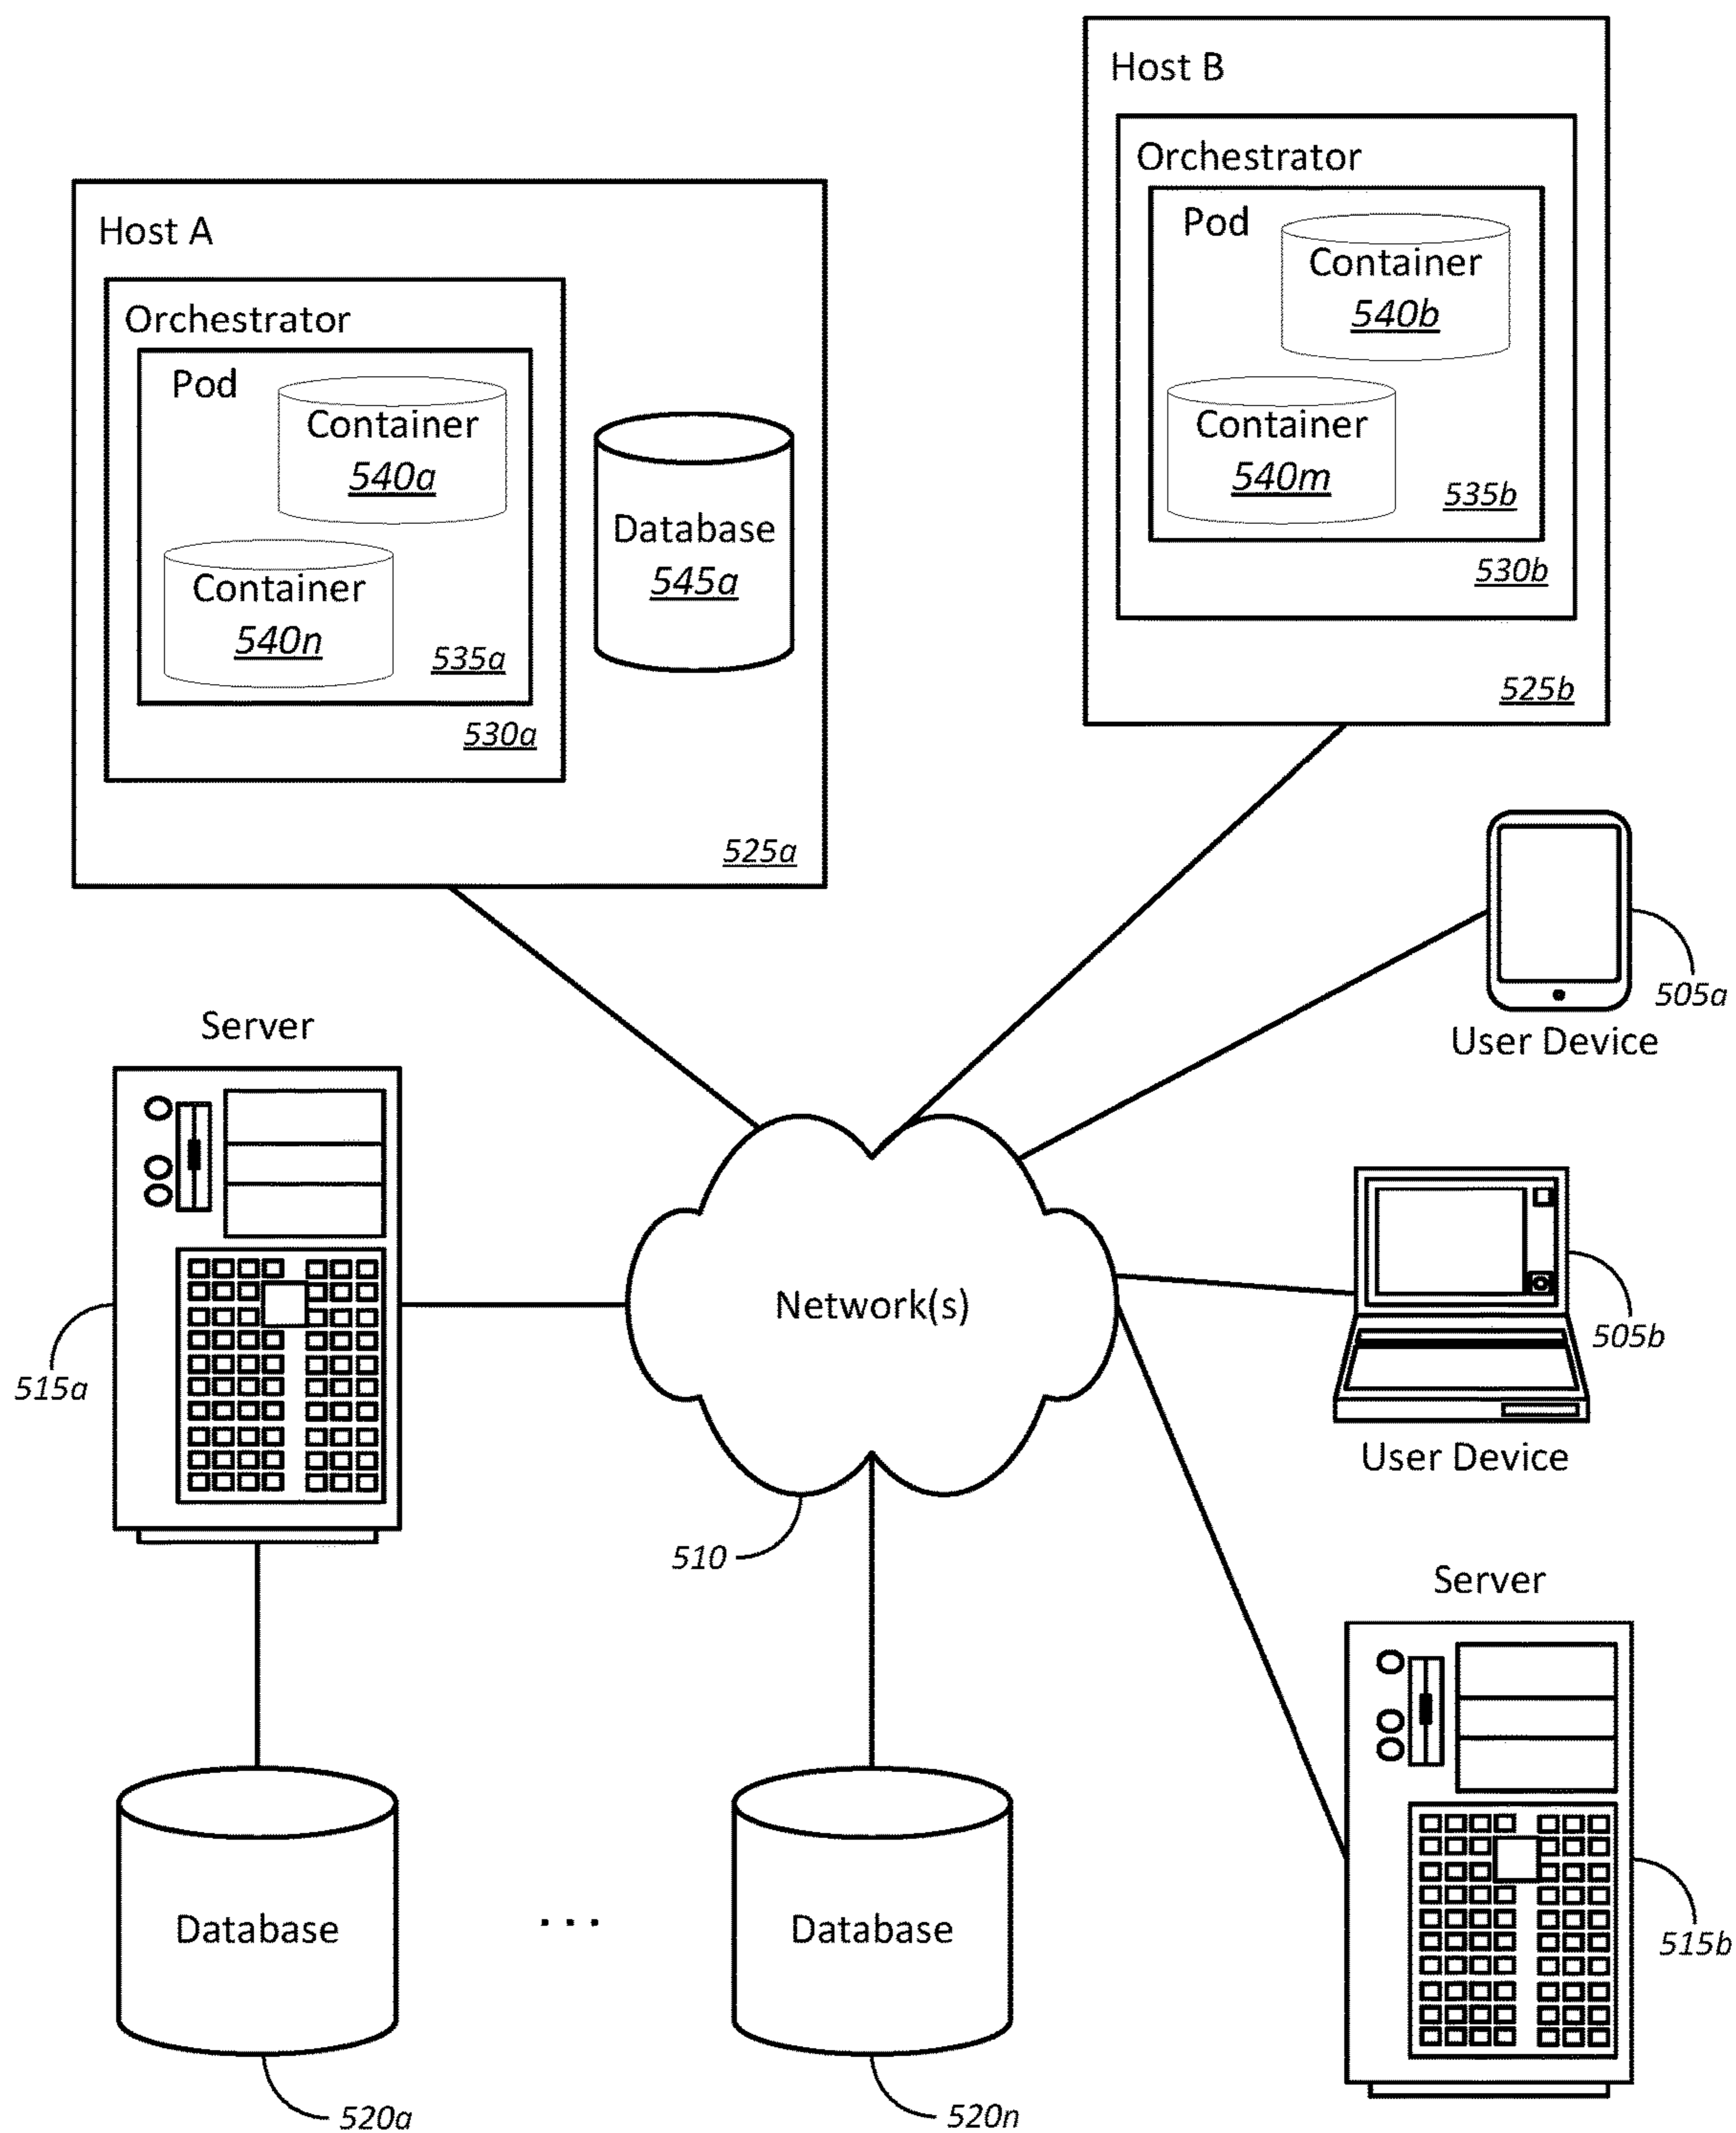 Host B
Orchestrator
Pod
Container
540b
Container
540m
535b
530b
525b
Host A
Orchestrator
Pod
Container
540a
Container
540n
535a
530a
Database
545a
525a
505a
User Device
Server
515a
Network(s)
510
505b
User Device
Server
515b
Database
520a
...
Database
520n